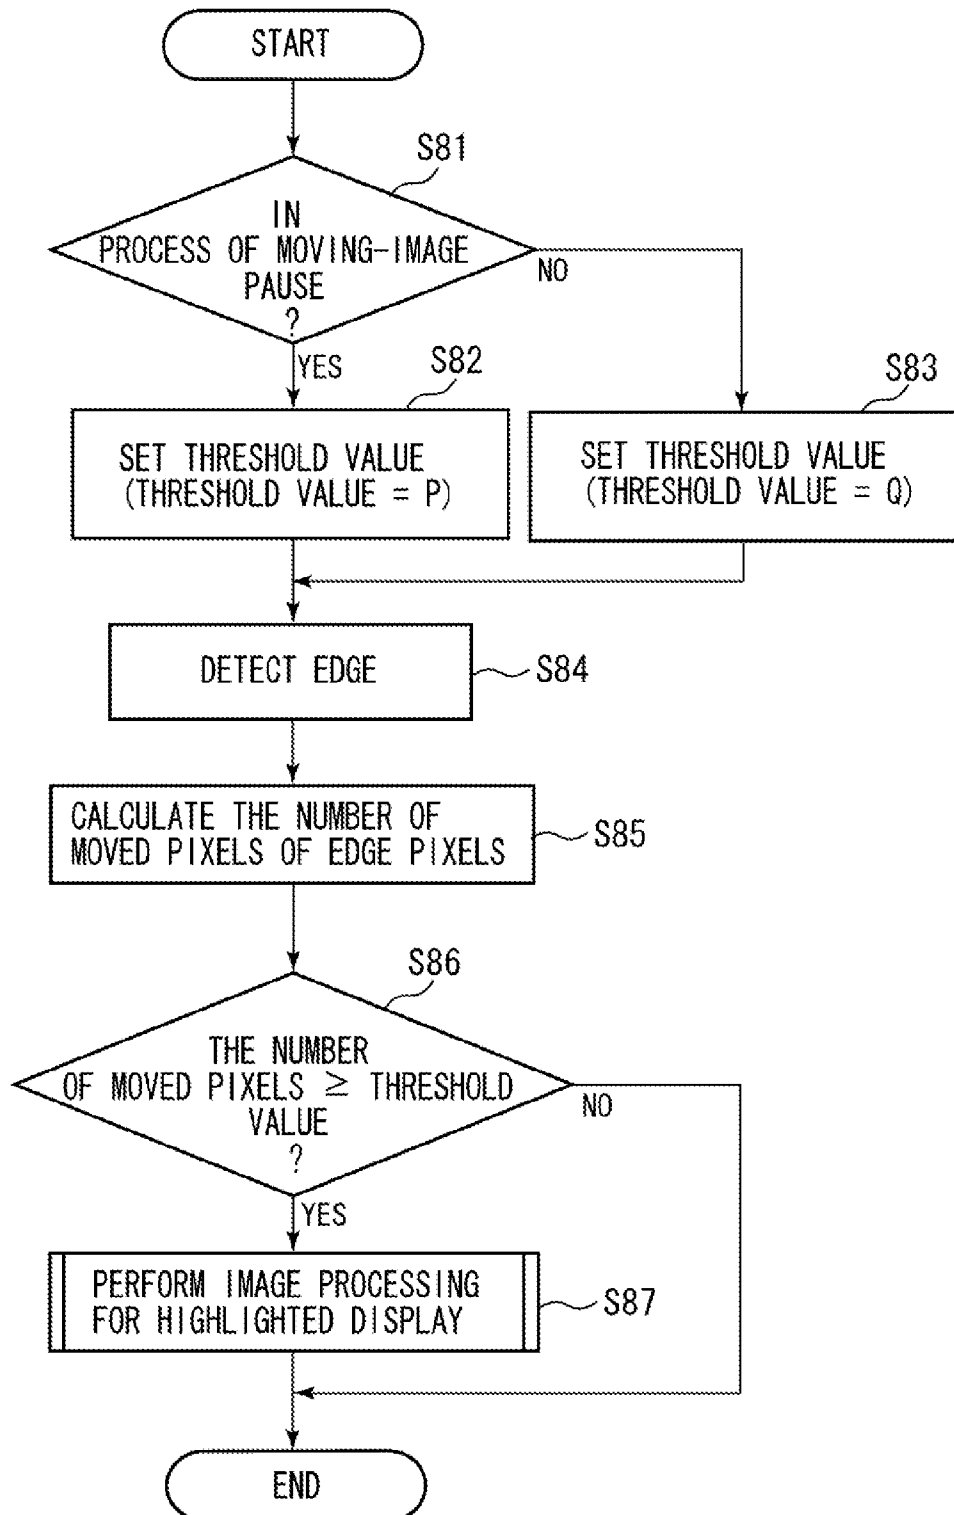 START
S81
IN
PROCESS OF MOVING-IMAGE
PAUSE
?
NO
YES
S82
S83
SET THRESHOLD VALUE
(THRESHOLD VALUE = P)
SET THRESHOLD VALUE
(THRESHOLD VALUE = Q)
DETECT EDGE
S84
CALCULATE THE NUMBER OF
MOVED PIXELS OF EDGE PIXELS
S85
S86
THE NUMBER
OF MOVED PIXELS ≥ THRESHOLD
VALUE
?
NO
YES
PERFORM IMAGE PROCESSING
FOR HIGHLIGHTED DISPLAY
S87
END